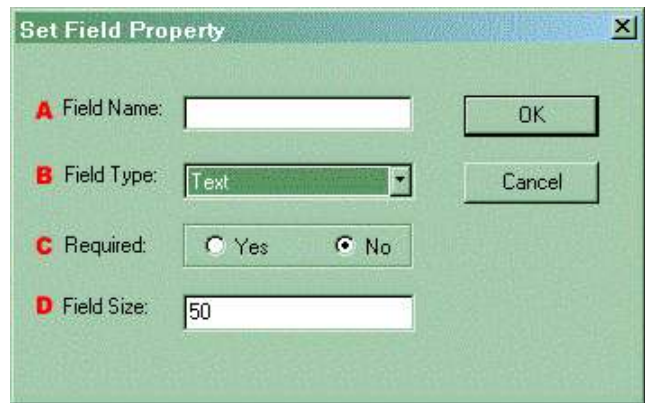 Set Field Property
A Field Name:
OK
B Field Type: Text
Cancel
C Required: Yes No
D Field Size: 50